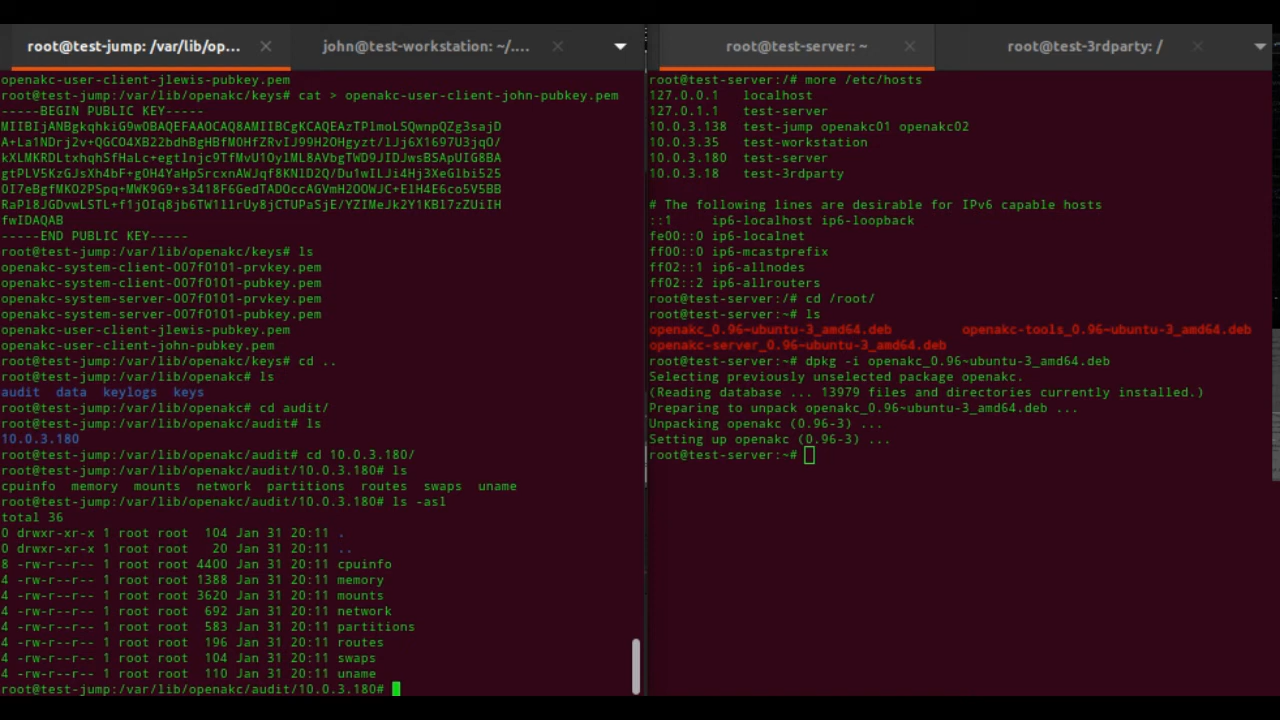 root@test-jump: /var/lib/op...
john@test-workstation: ~/....
root@test-server: ~
root@test-3rdparty: /
openakc-user-client-jlewis-pubkey.pem
root@test-jump:/var/lib/openakc/keys# cat > openakc-user-client-john-pubkey.pem
-----BEGIN PUBLIC KEY-----
MIIBIjANBgkqhkiG9w0BAQEFAAOCAQ8AMIIBCgKCAQEAzTPlmoLSQwnpQZg3sajD
A+La1NDrj2v+QGCO4XB22bdhBgHBfM0HfZRvIJ99H2OHgyzt/lJj6X1697U3jqO/
kXLMKRDLtxhqhSfHaLc+egtlnjc9TfMvU1OylML8AVbgTWD9JIDJwsBSApUIG8BA
gtPLV5KzGJsXh4bF+g0H4YaHpSrcxnAWJqf8KNlD2Q/Du1wILJi4Hj3XeGlbi525
OI7eBgfMKO2PSpq+MWK9G9+s3418F6GedTADOccAGVmH2OOWJC+ElH4E6co5V5BB
RaPl8JGDvwLSTL+f1jOIq8jb6TW1llrUy8jCTUPaSjE/YZIMeJk2Y1KBl7zZUiIH
fwIDAQAB
-----END PUBLIC KEY-----
root@test-jump:/var/lib/openakc/keys# ls
openakc-system-client-007f0101-prvkey.pem
openakc-system-client-007f0101-pubkey.pem
openakc-system-server-007f0101-prvkey.pem
openakc-system-server-007f0101-pubkey.pem
openakc-user-client-jlewis-pubkey.pem
openakc-user-client-john-pubkey.pem
root@test-jump:/var/lib/openakc/keys# cd ..
root@test-jump:/var/lib/openakc# ls
audit data keylogs keys
root@test-jump:/var/lib/openakc# cd audit/
root@test-jump:/var/lib/openakc/audit# ls
10.0.3.180
root@test-jump:/var/lib/openakc/audit# cd 10.0.3.180/
root@test-jump:/var/lib/openakc/audit/10.0.3.180# ls
cpuinfo memory mounts network partitions routes swaps uname
root@test-jump:/var/lib/openakc/audit/10.0.3.180# ls -asl
total 36
0 drwxr-xr-x 1 root root 104 Jan 31 20:11 .
0 drwxr-xr-x 1 root root 20 Jan 31 20:11 ..
8 -rw-r--r-- 1 root root 4400 Jan 31 20:11 cpuinfo
4 -rw-r--r-- 1 root root 1388 Jan 31 20:11 memory
4 -rw-r--r-- 1 root root 3620 Jan 31 20:11 mounts
4 -rw-r--r-- 1 root root 692 Jan 31 20:11 network
4 -rw-r--r-- 1 root root 583 Jan 31 20:11 partitions
4 -rw-r--r-- 1 root root 196 Jan 31 20:11 routes
4 -rw-r--r-- 1 root root 104 Jan 31 20:11 swaps
4 -rw-r--r-- 1 root root 110 Jan 31 20:11 uname
root@test-jump:/var/lib/openakc/audit/10.0.3.180#
root@test-server:/# more /etc/hosts
127.0.0.1 localhost
127.0.1.1 test-server
10.0.3.138 test-jump openakc01 openakc02
10.0.3.35 test-workstation
10.0.3.180 test-server
10.0.3.18 test-3rdparty
# The following lines are desirable for IPv6 capable hosts
::1 ip6-localhost ip6-loopback
fe00::0 ip6-localnet
ff00::0 ip6-mcastprefix
ff02::1 ip6-allnodes
ff02::2 ip6-allrouters
root@test-server:/# cd /root/
root@test-server:~# ls
openakc_0.96~ubuntu-3_amd64.deb openakc-tools_0.96~ubuntu-3_amd64.deb
openakc-server_0.96~ubuntu-3_amd64.deb
root@test-server:~# dpkg -i openakc_0.96~ubuntu-3_amd64.deb
Selecting previously unselected package openakc.
(Reading database ... 13979 files and directories currently installed.)
Preparing to unpack openakc_0.96~ubuntu-3_amd64.deb ...
Unpacking openakc (0.96-3) ...
Setting up openakc (0.96-3) ...
root@test-server:~#